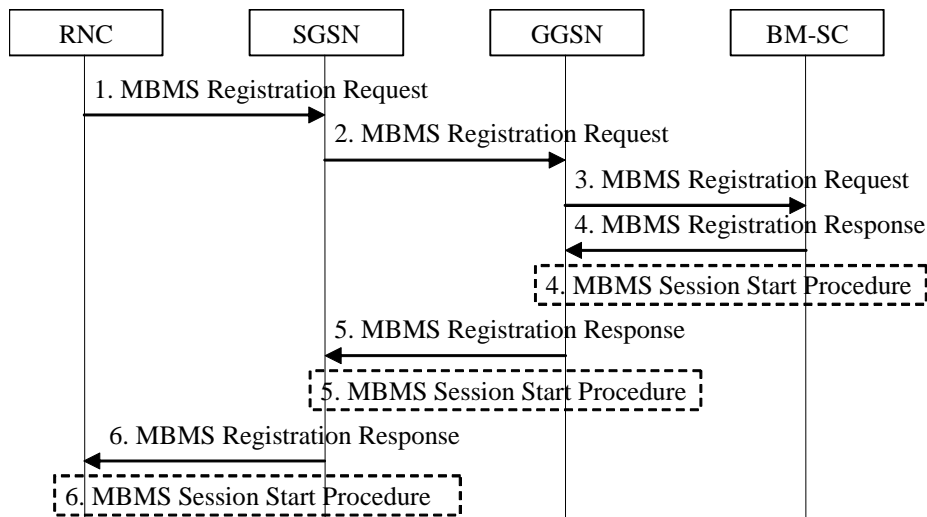 RNC
SGSN
GGSN
BM-SC
1. MBMS Registration Request
2. MBMS Registration Request
3. MBMS Registration Request
4. MBMS Registration Response
4. MBMS Session Start Procedure
5. MBMS Registration Response
5. MBMS Session Start Procedure
6. MBMS Registration Response
6. MBMS Session Start Procedure